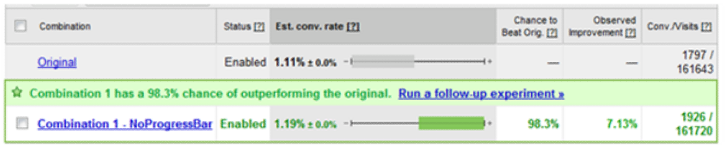 Combination Status [?] Est. conv. rate [?] Chance to Beat Orig. [?] Observed Improvement [?] Conv./Visits [?]
Original Enabled 1.11% ± 0.0% — — 1797 / 161643
Combination 1 has a 98.3% chance of outperforming the original. Run a follow-up experiment »
Combination 1 - NoProgressBar Enabled 1.19% ± 0.0% 98.3% 7.13% 1926 / 161720